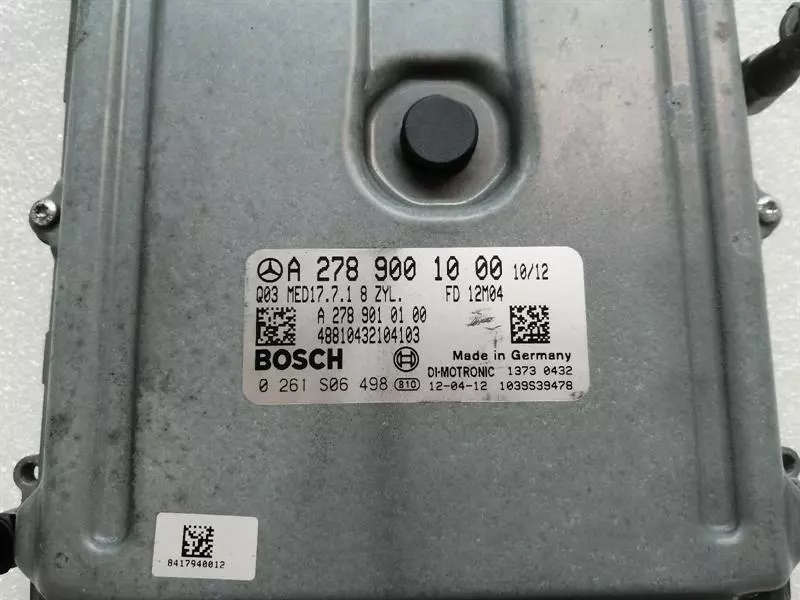 A 278 900 10 00 10/12
Q03 MED17.7.1 8 ZYL. FD 12M04
A 278 901 01 00
48810432104103
BOSCH Made in Germany
DI-MOTRONIC 1373 0432
0 261 S06 498 810 12-04-12 1039S39478
8417940012